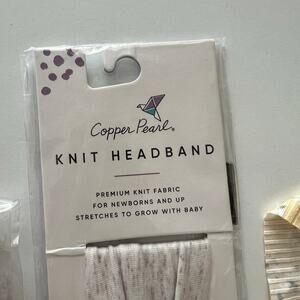 Copper Pearl®
KNIT HEADBAND
PREMIUM KNIT FABRIC
FOR NEWBORNS AND UP
STRETCHES TO GROW WITH BABY